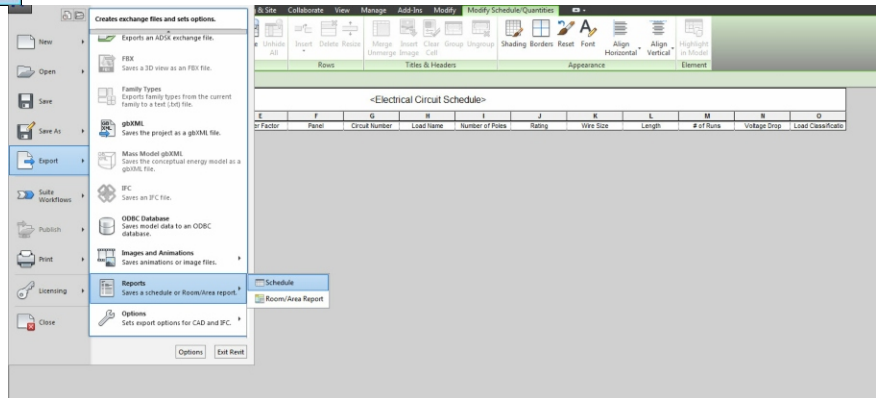 & Site Collaborate View Manage Add-Ins Modify Modify Schedule/Quantities
Creates exchange files and sets options.
Unhide All Insert Delete Resize Merge Unmerge Insert Image Clear Cell Group Ungroup Shading Borders Reset Font Align Horizontal Align Vertical Highlight in Model
Rows Titles & Headers Appearance Element
New
Open
Save
Save As
Export
Suite Workflows
Publish
Print
Licensing
Close
Exports an ADSK exchange file.
FBX
Saves a 3D view as an FBX file.
Family Types
Exports family types from the current
family to a text (.txt) file.
gbXML
Saves the project as a gbXML file.
Mass Model gbXML
Saves the conceptual energy model as a
gbXML file.
IFC
Saves an IFC file.
ODBC Database
Saves model data to an ODBC
database.
Images and Animations
Saves animations or image files.
Reports
Saves a schedule or Room/Area report.
Options
Sets export options for CAD and IFC.
Schedule
Room/Area Report
Options Exit Revit
<Electrical Circuit Schedule>
E F G H I J K L M N O
er Factor Panel Circuit Number Load Name Number of Poles Rating Wire Size Length # of Runs Voltage Drop Load Classificatio